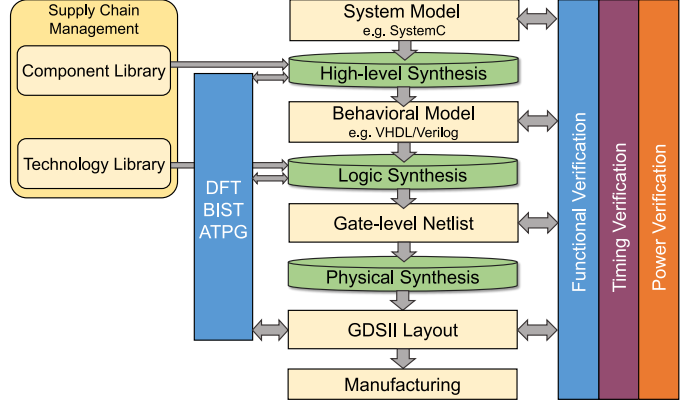 Supply Chain
Management
Component Library
Technology Library
DFT
BIST
ATPG
System Model
e.g. SystemC
High-level Synthesis
Behavioral Model
e.g. VHDL/Verilog
Logic Synthesis
Gate-level Netlist
Physical Synthesis
GDSII Layout
Manufacturing
Functional Verification
Timing Verification
Power Verification